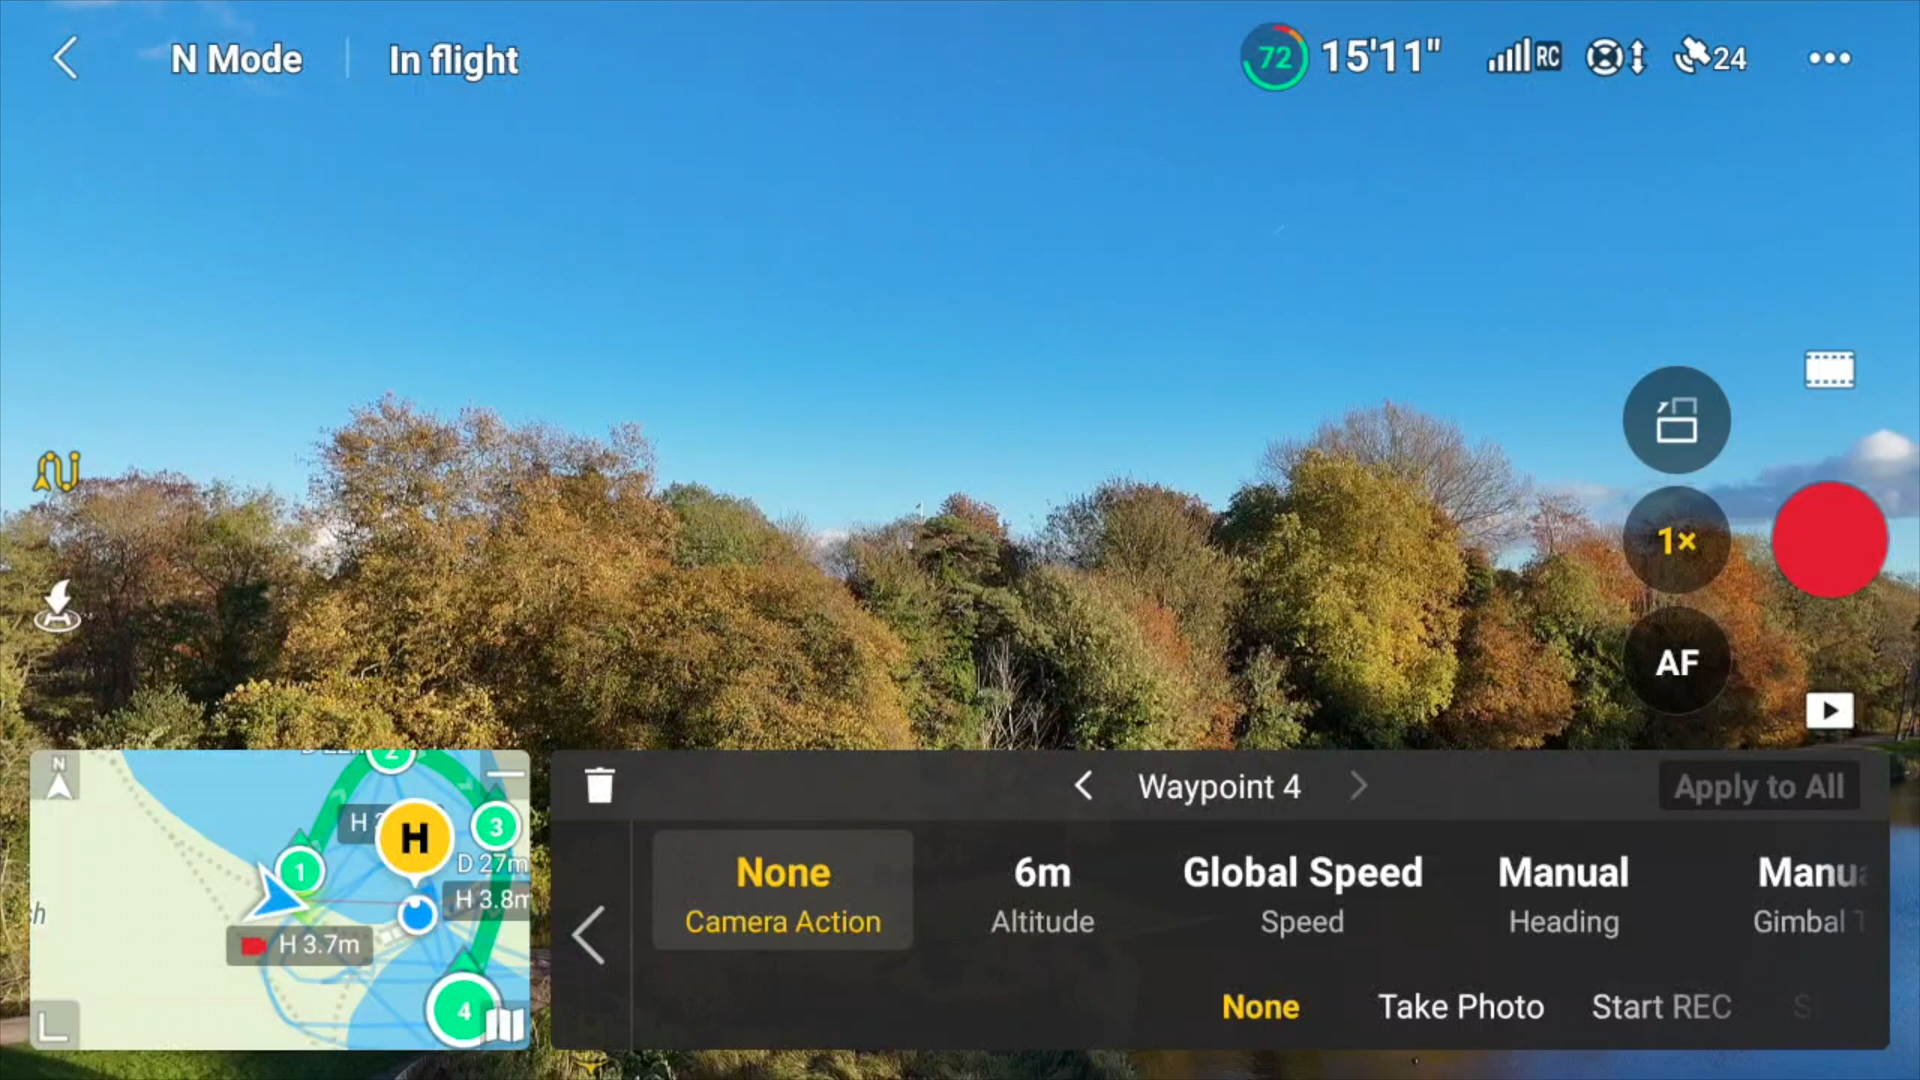 N Mode
In flight
72
15'11"
RC
24
1×
AF
N
2
H
3
D 27m
H 3.8m
1
H
H 3.7m
4
Waypoint 4
Apply to All
None
Camera Action
6m
Altitude
Global Speed
Speed
Manual
Heading
Gimbal
None
Take Photo
Start REC